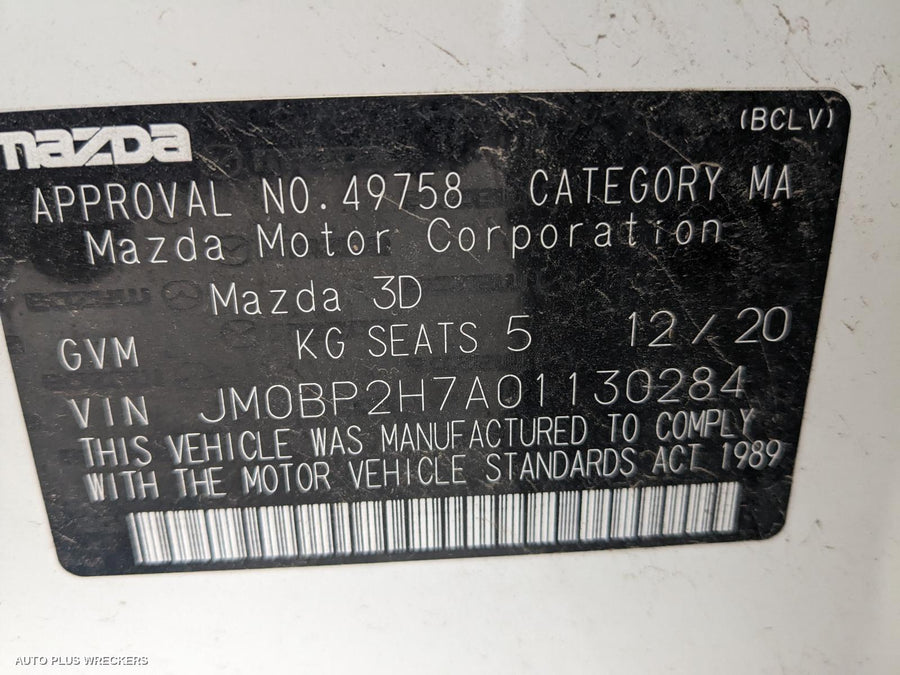 (BCLV)
mazda
APPROVAL NO.49758 CATEGORY MA
Mazda Motor Corporation
Mazda 3D
GVM KG SEATS 5 12/20
VIN JM0BP2H7A01130284
THIS VEHICLE WAS MANUFACTURED TO COMPLY
WITH THE MOTOR VEHICLE STANDARDS ACT 1989
AUTO PLUS WRECKERS